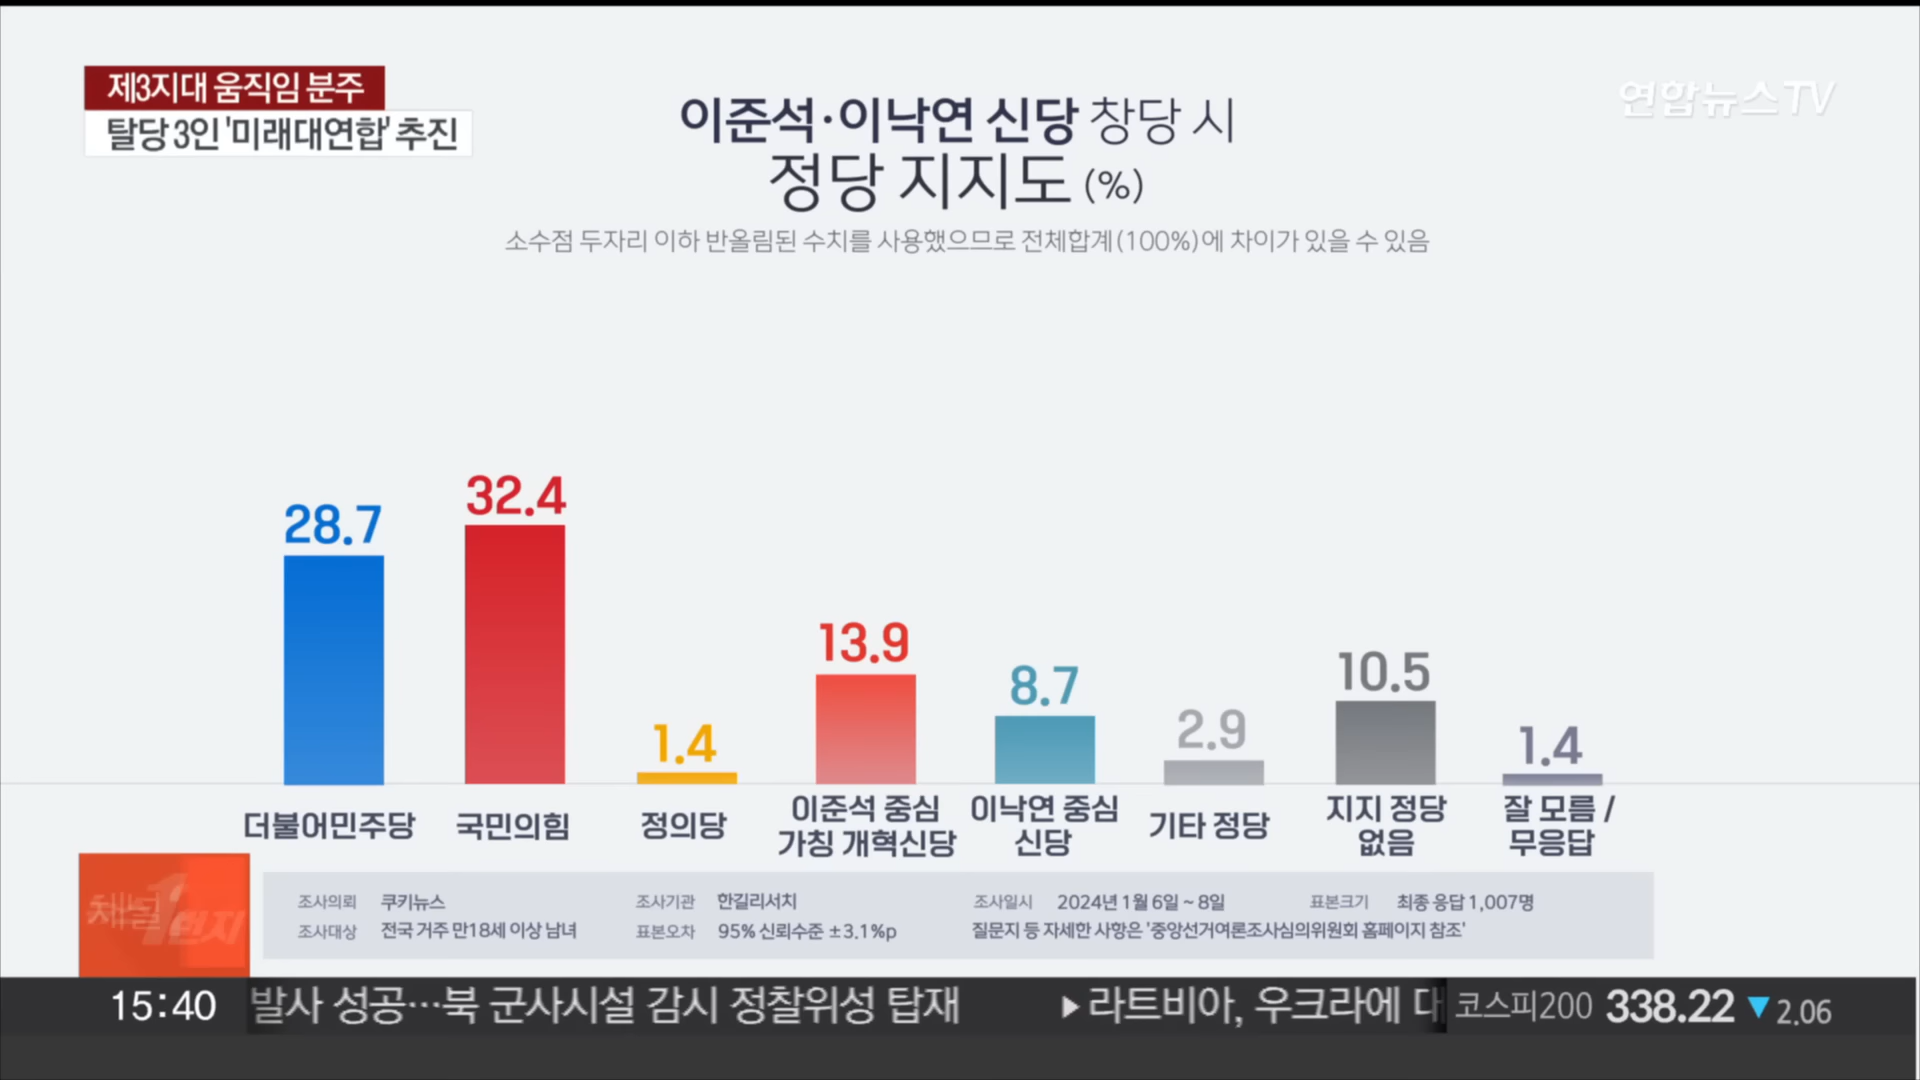 제3지대 움직임 분주
탈당 3인 '미래대연합' 추진
연합뉴스TV
이준석·이낙연 신당 창당 시
정당 지지도 (%)
소수점 두자리 이하 반올림된 수치를 사용했으므로 전체합계(100%)에 차이가 있을 수 있음
28.7
32.4
1.4
13.9
8.7
2.9
10.5
1.4
더불어민주당
국민의힘
정의당
이준석 중심
가칭 개혁신당
이낙연 중심
신당
기타 정당
지지 정당
없음
잘 모름 /
무응답
채널1번지
조사의뢰 쿠키뉴스 조사기관 한길리서치 조사일시 2024년 1월 6일 ~ 8일 표본크기 최종 응답 1,007명
조사대상 전국 거주 만18세 이상 남녀 표본오차 95% 신뢰수준 ±3.1%p 질문지 등 자세한 사항은 '중앙선거여론조사심의위원회 홈페이지 참조'
15:40 발사 성공…북 군사시설 감시 정찰위성 탑재 ▶라트비아, 우크라에 대 코스피200 338.22 ▼2.06